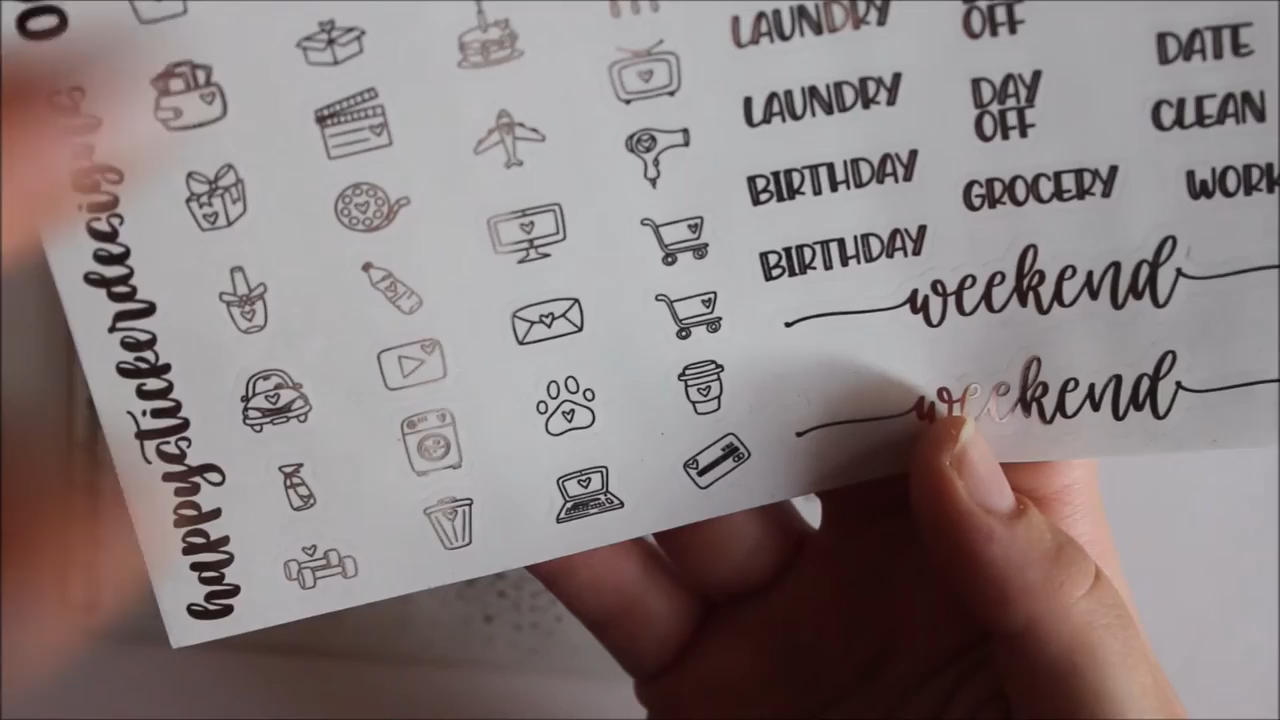 happystickerdesigns
LAUNDRY
OFF
DATE
LAUNDRY
DAY
OFF
CLEAN
BIRTHDAY
GROCERY
WORK
BIRTHDAY
weekend
weekend